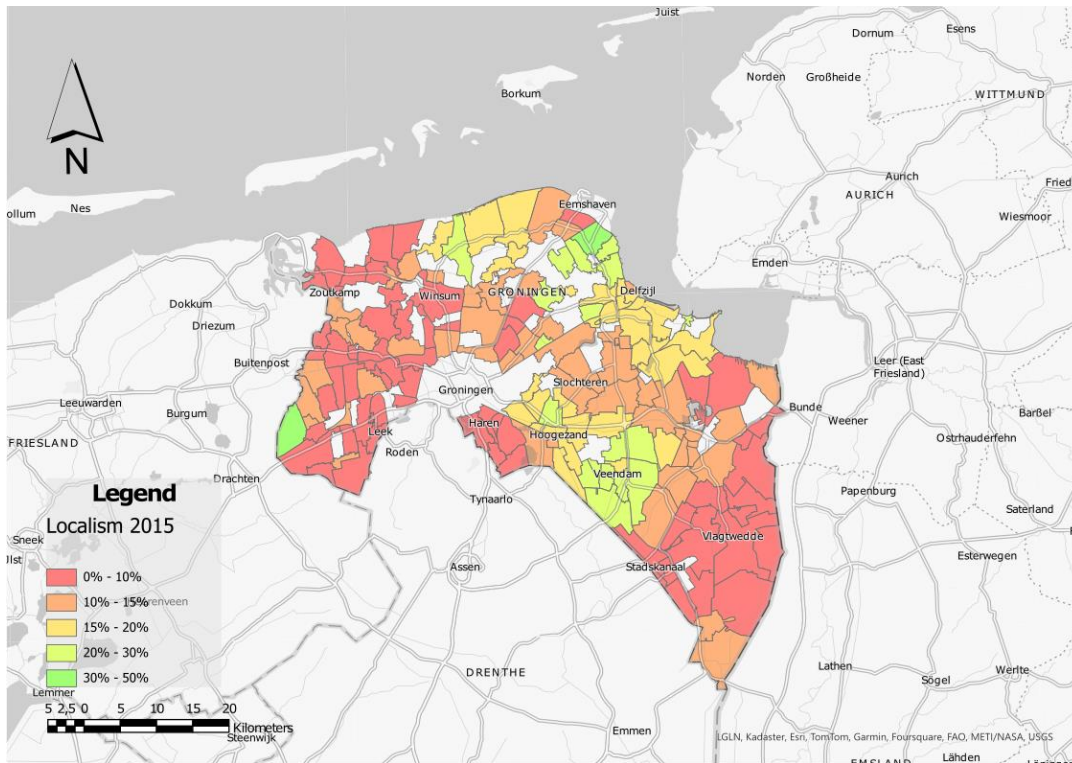 Juist
Dornum
Esens
Norden
Großheide
WITTMUND
Borkum
N
Aurich
AURICH
Fried
ollum
Nes
Wiesmoor
Eemshaven
Emden
Zoutkamp
Winsum
GRONINGEN
Delfzijl
Dokkum
Driezum
Buitenpost
Leer (East
Friesland)
Groningen
Slochteren
Leeuwarden
Burgum
Bunde
Weener
Barßel
FRIESLAND
Leek
Haren
Hoogezand
Ostrhauderfehn
Roden
Drachten
Veendam
Tynaarlo
Papenburg
Saterland
Legend
Localism 2015
Vlagtwedde
Sneek
Assen
Stadskanaal
Esterwegen
IJlst
0% - 10%
10% - 15%
erenveen
15% - 20%
20% - 30%
30% - 50%
DRENTHE
Lathen
Werlte
Sögel
Lemmer
5 2,5 0 5 10 15 20
Kilometers
Steenwijk
Emmen
LGLN, Kadaster, Esri, TomTom, Garmin, Foursquare, FAO, METI/NASA, USGS
EMSLAND
Lähden